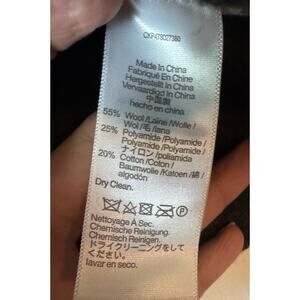 Made In China
Fabriqué En Chine
Hergestellt In China
Vervaardigd In China
中国製
hecho en china
55% Wool/Laine/Wolle/
Wol/毛/lana
25% Polyamide/Polyamide/
Polyamide/Polyamide/
ナイロン/poliamida
20% Cotton/Coton/
Baumwolle/Katoen/綿/
algodón
Dry Clean.
Nettoyage À Sec.
Chemische Reinigung.
Chemisch Reinigen.
ドライクリーニングをして
ください。
lavar en seco.